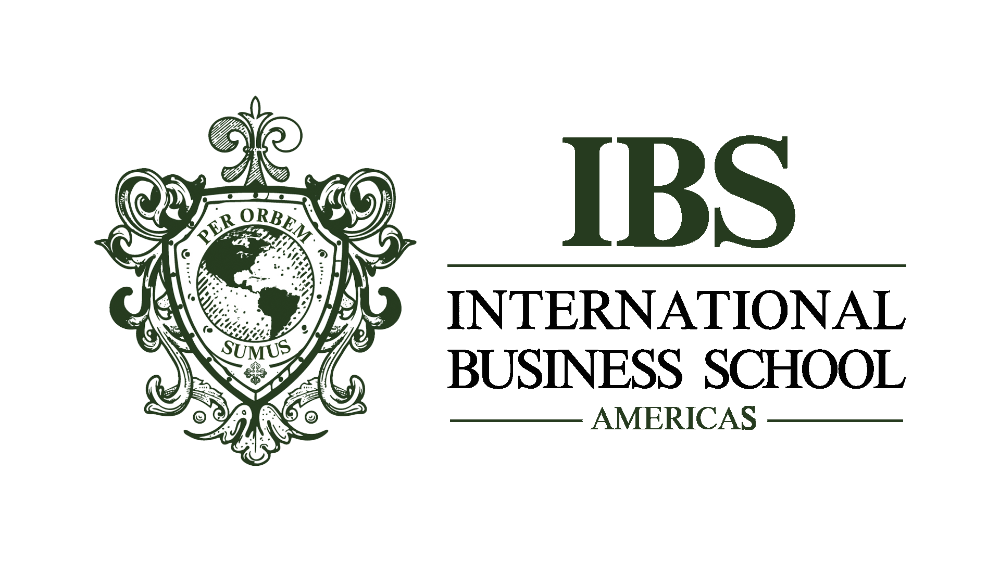 PER ORBEM
SUMUS
IBS
INTERNATIONAL
BUSINESS SCHOOL
AMERICAS